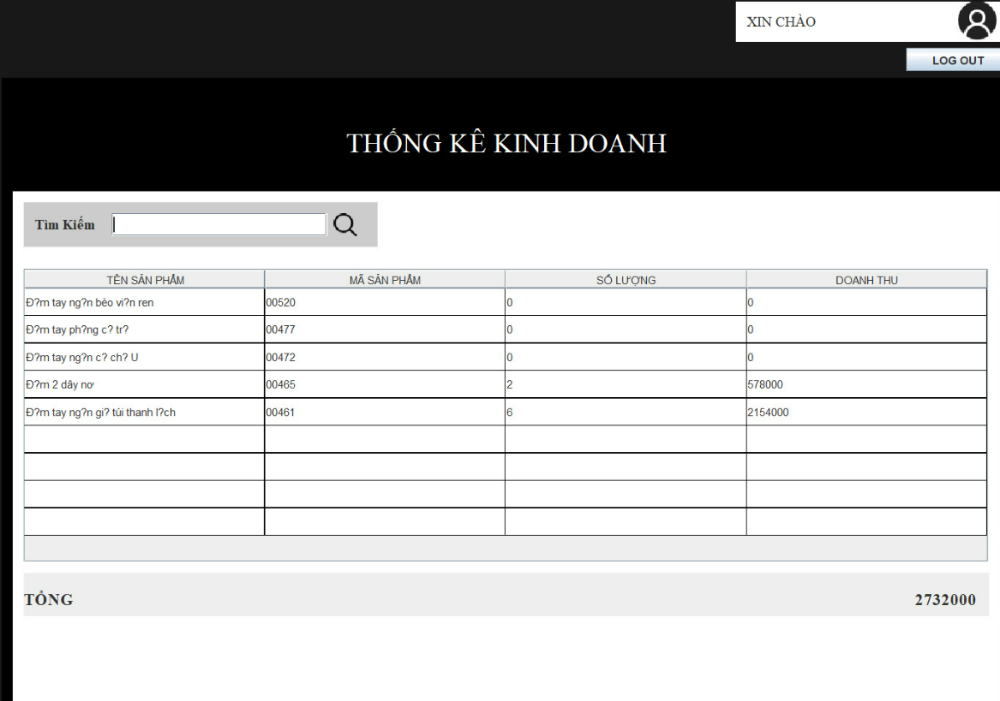 XIN CHÀO
LOG OUT
THỐNG KÊ KINH DOANH
Tìm Kiếm
TÊN SẢN PHẨM MÃ SẢN PHẨM SỐ LƯỢNG DOANH THU
Đ?m tay ng?n bèo vi?n ren 00520 0 0
Đ?m tay ph?ng c? tr? 00477 0 0
Đ?m tay ng?n c? ch? U 00472 0 0
Đ?m 2 dây nơ 00465 2 578000
Đ?m tay ng?n gi? túi thanh l?ch 00461 6 2154000
TỔNG 2732000